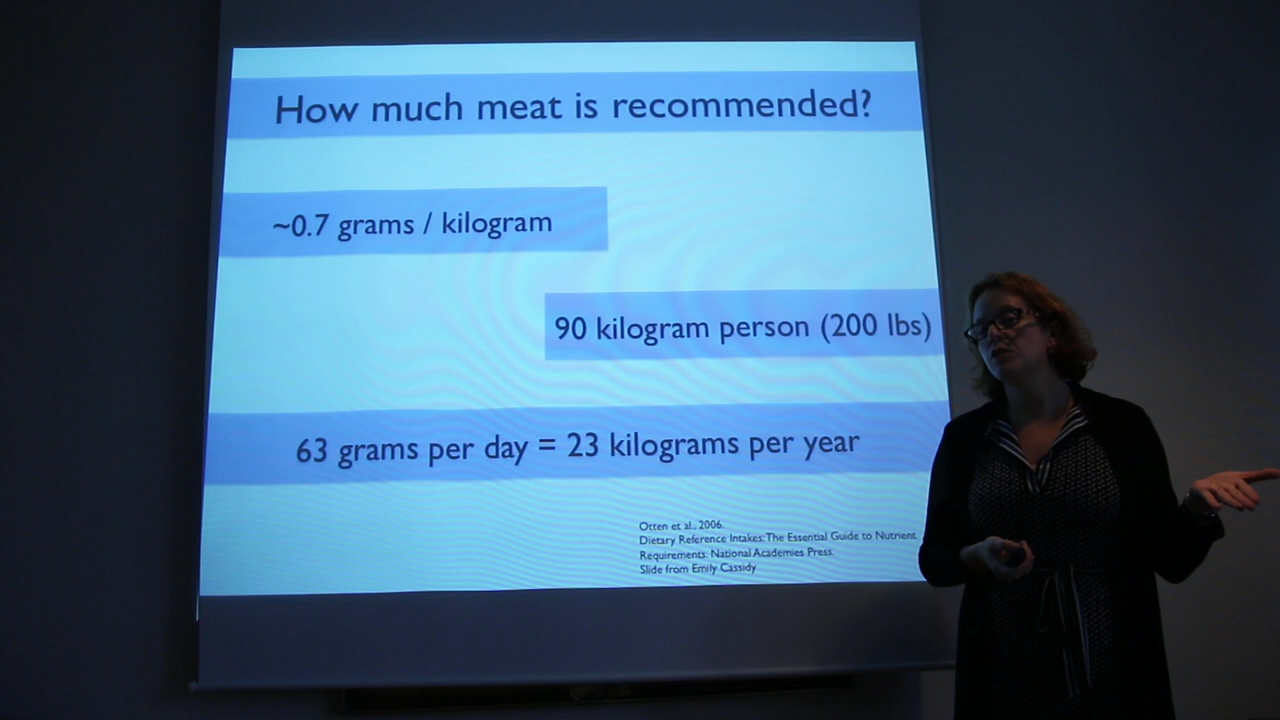 How much meat is recommended?
~0.7 grams / kilogram
90 kilogram person (200 lbs)
63 grams per day = 23 kilograms per year
Otten et al., 2006.
Dietary Reference Intakes: The Essential Guide to Nutrient
Requirements. National Academies Press.
Slide from Emily Cassidy